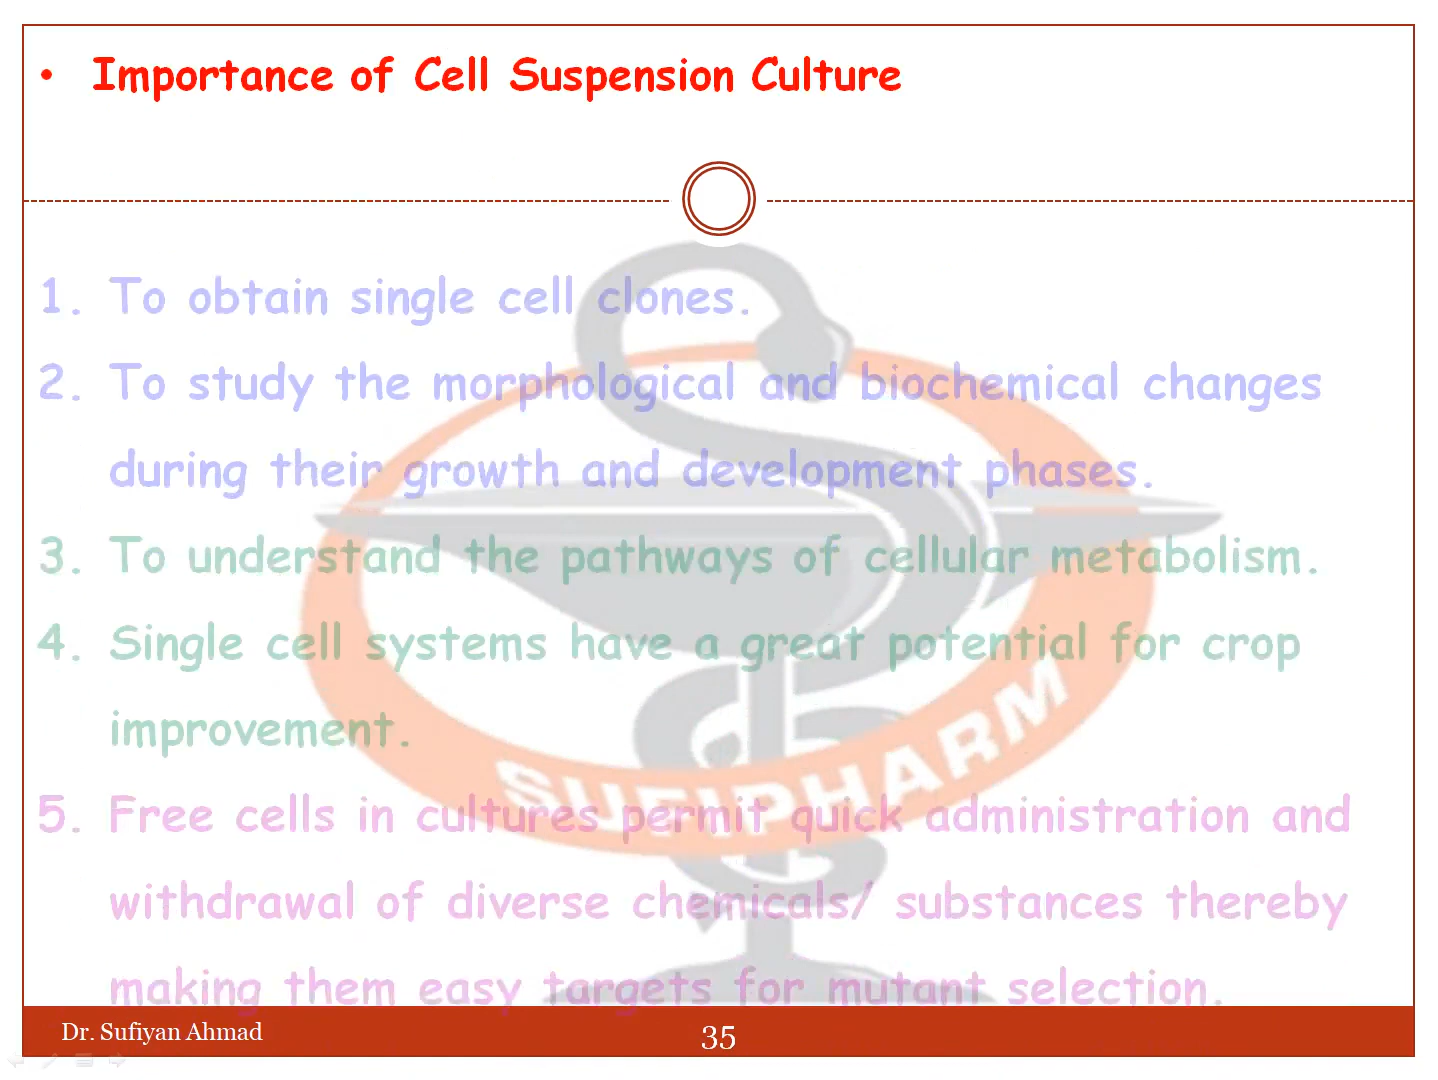 • Importance of Cell Suspension Culture
1. To obtain single cell clones.
2. To study the morphological and biochemical changes
during their growth and development phases.
3. To understand the pathways of cellular metabolism.
4. Single cell systems have a great potential for crop
improvement.
5. Free cells in cultures permit quick administration and
withdrawal of diverse chemicals/ substances thereby
making them easy targets for mutant selection.
SUFIPHARM
Dr. Sufiyan Ahmad
35